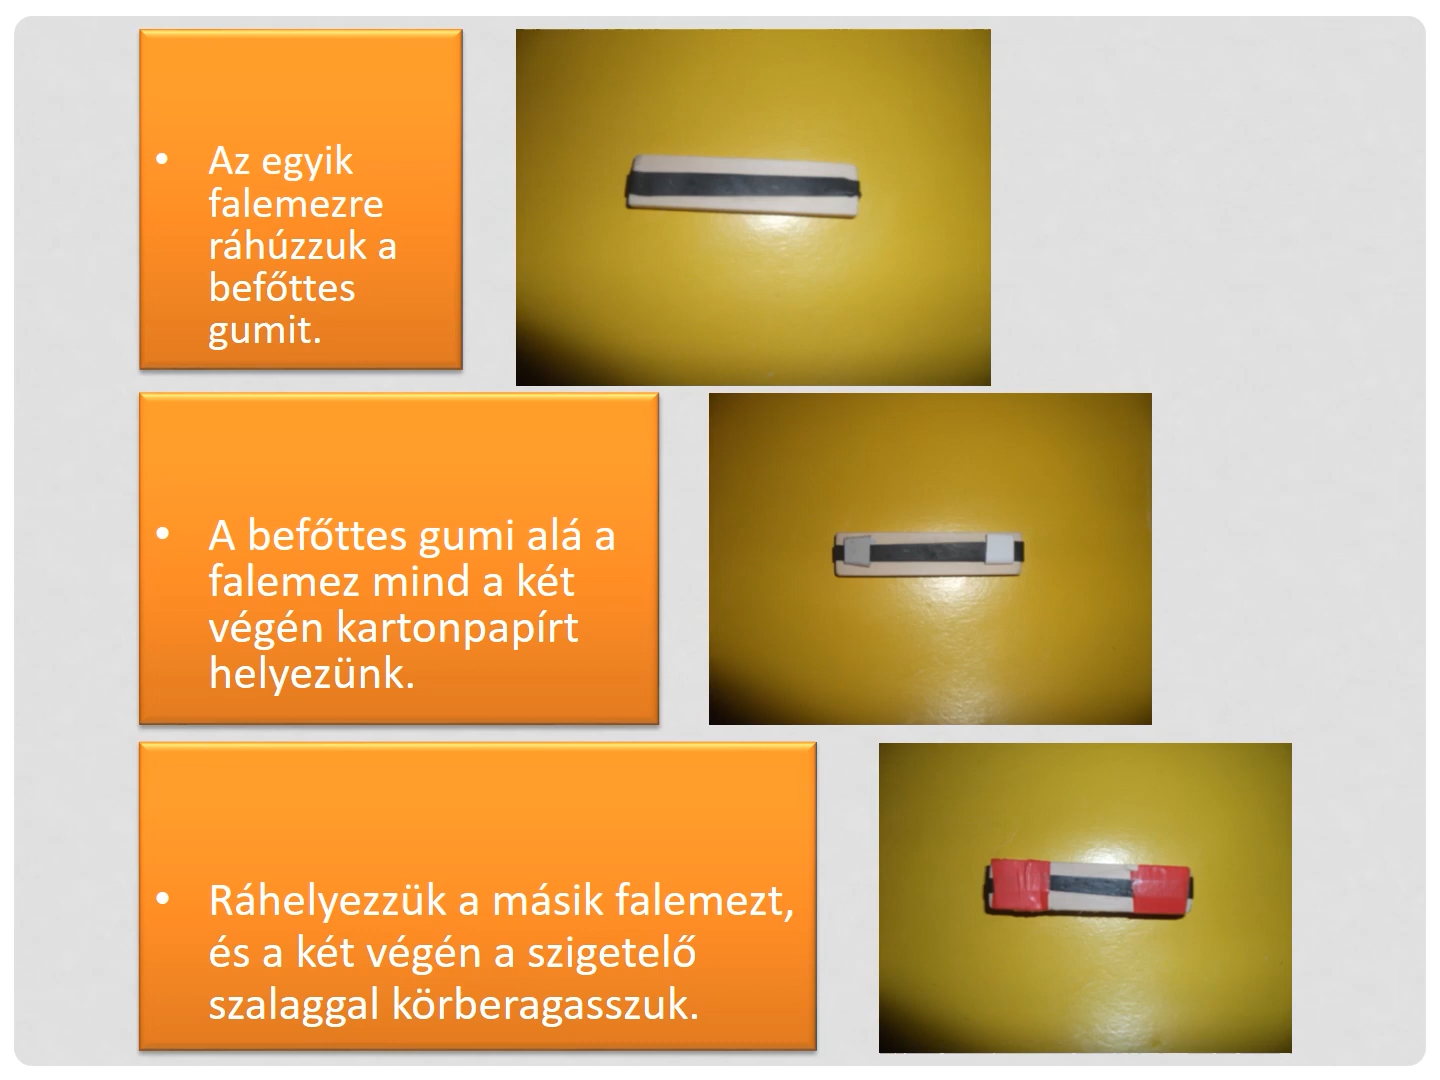 • Az egyik
falemezre
ráhúzzuk a
befőttes
gumit.
• A befőttes gumi alá a
falemez mind a két
végén kartonpapírt
helyezünk.
• Ráhelyezzük a másik falemezt,
és a két végén a szigetelő
szalaggal körberagasszuk.